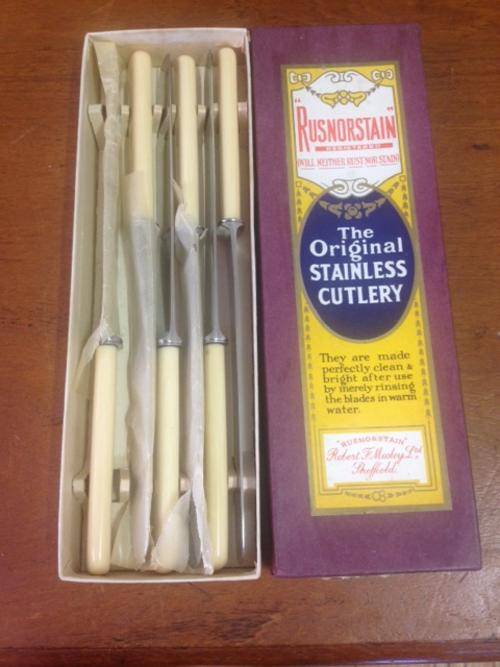 "RUSNORSTAIN"
REGISTERED
(WILL NEITHER RUST NOR STAIN)
The
Original
STAINLESS
CUTLERY
They are made
perfectly clean &
bright after use
by merely rinsing
the blades in warm
water.
"RUSNORSTAIN"
Robert F. Mosley Ltd
Sheffield.